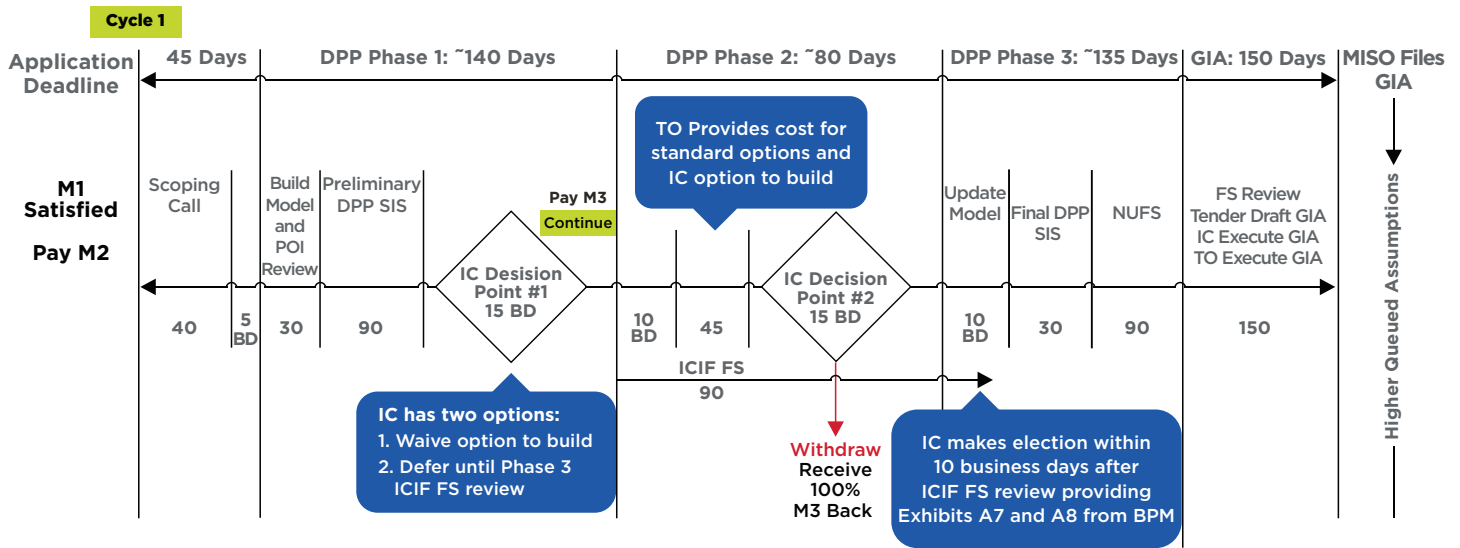 Cycle 1
Application
Deadline
45 Days
DPP Phase 1: ~140 Days
DPP Phase 2: ~80 Days
DPP Phase 3: ~135 Days
GIA: 150 Days
MISO Files
GIA
TO Provides cost for
standard options and
IC option to build
M1
Satisfied
Pay M2
Scoping
Call
Build
Model
and
POI
Review
Preliminary
DPP SIS
Pay M3
Continue
IC Desision
Point #1
15 BD
IC Decision
Point #2
15 BD
Update
Model
Final DPP
SIS
NUFS
FS Review
Tender Draft GIA
IC Execute GIA
TO Execute GIA
Higher Queued Assumptions
40
5
BD
30
90
10
BD
45
10
BD
30
90
150
ICIF FS
90
IC has two options:
1. Waive option to build
2. Defer until Phase 3
ICIF FS review
Withdraw
Receive
100%
M3 Back
IC makes election within
10 business days after
ICIF FS review providing
Exhibits A7 and A8 from BPM